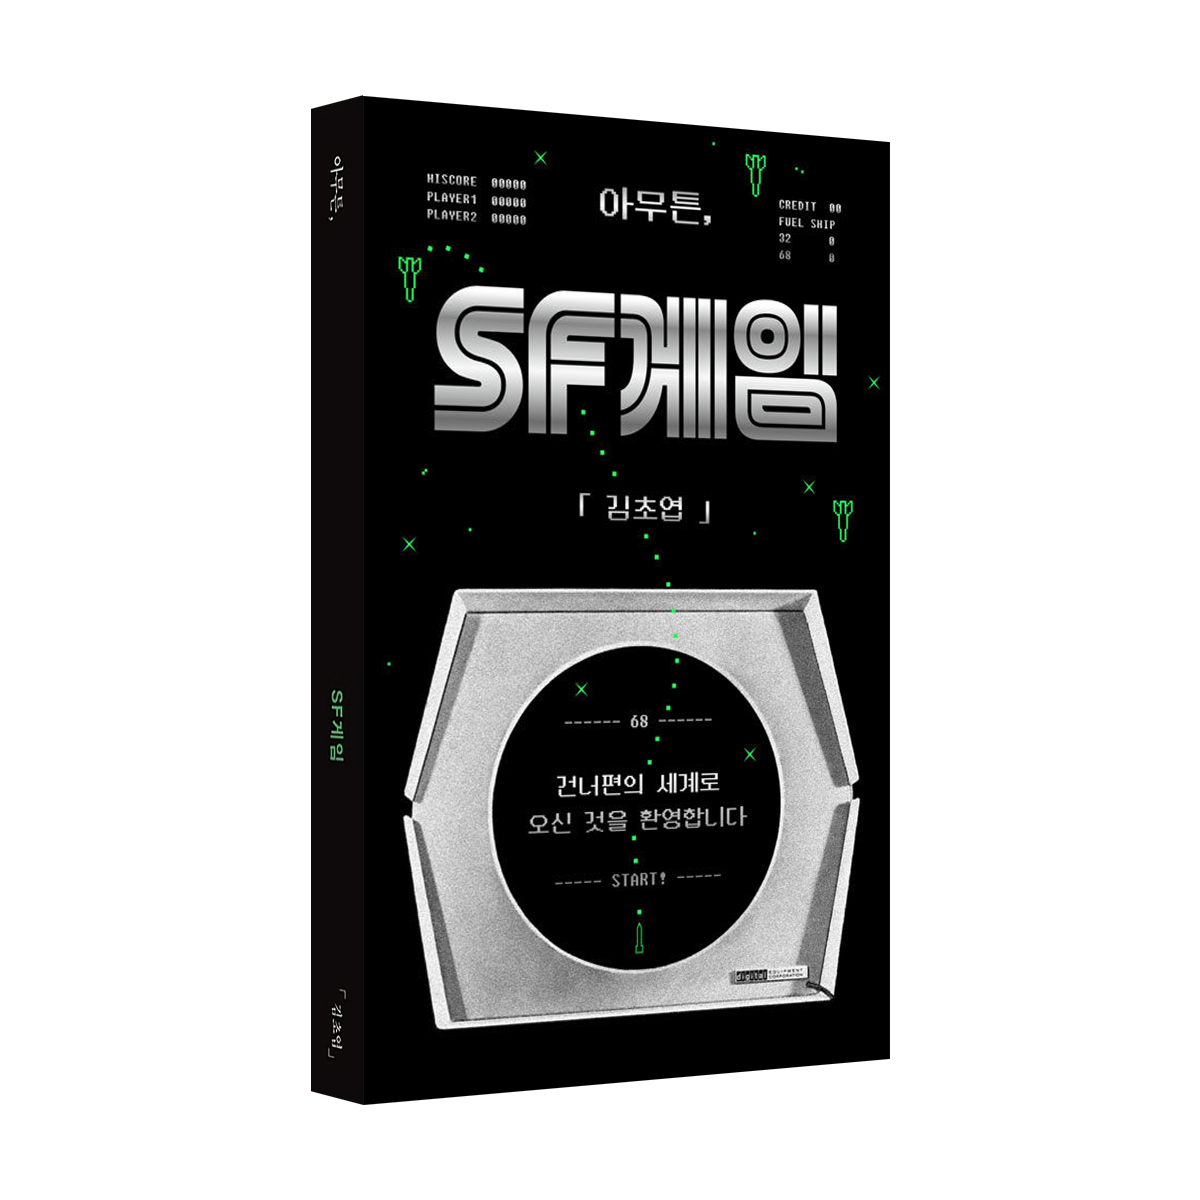 아무튼,
SF게임
「김초엽」
HISCORE 00000
PLAYER1 00000
PLAYER2 00000
아무튼,
CREDIT 00
FUEL SHIP
32 0
68 0
SF게임
「 김초엽 」
------ 68 ------
건너편의 세계로
오신 것을 환영합니다
----- START! -----
digital EQUIPMENT
CORPORATION